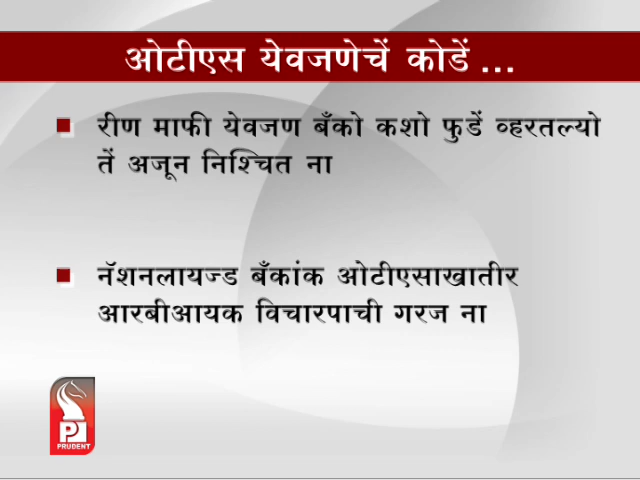 ओटीएस येवजणेचें कोडें ...
रीण माफी येवजण बँको कशो फुडें व्हरतल्यो
तें अजून निश्चित ना
नॅशनलायज्ड बँकांक ओटीएसाखातीर
आरबीआयक विचारपाची गरज ना
PRUDENT